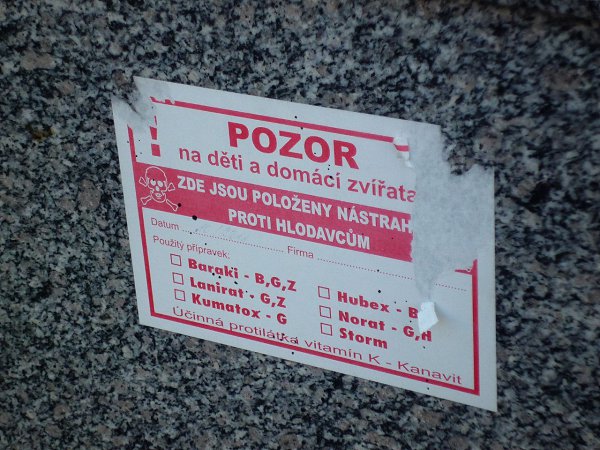 !
POZOR
na děti a domácí zvířata
ZDE JSOU POLOŽENY NÁSTRAH
PROTI HLODAVCŮM
Datum ........................ Firma ........................
Použitý přípravek:
Baraki - B,G,Z
Lanirat - G,Z
Kumatox - G
Hubex - B
Norat - G,H
Storm
Účinná protilátka vitamín K - Kanavit